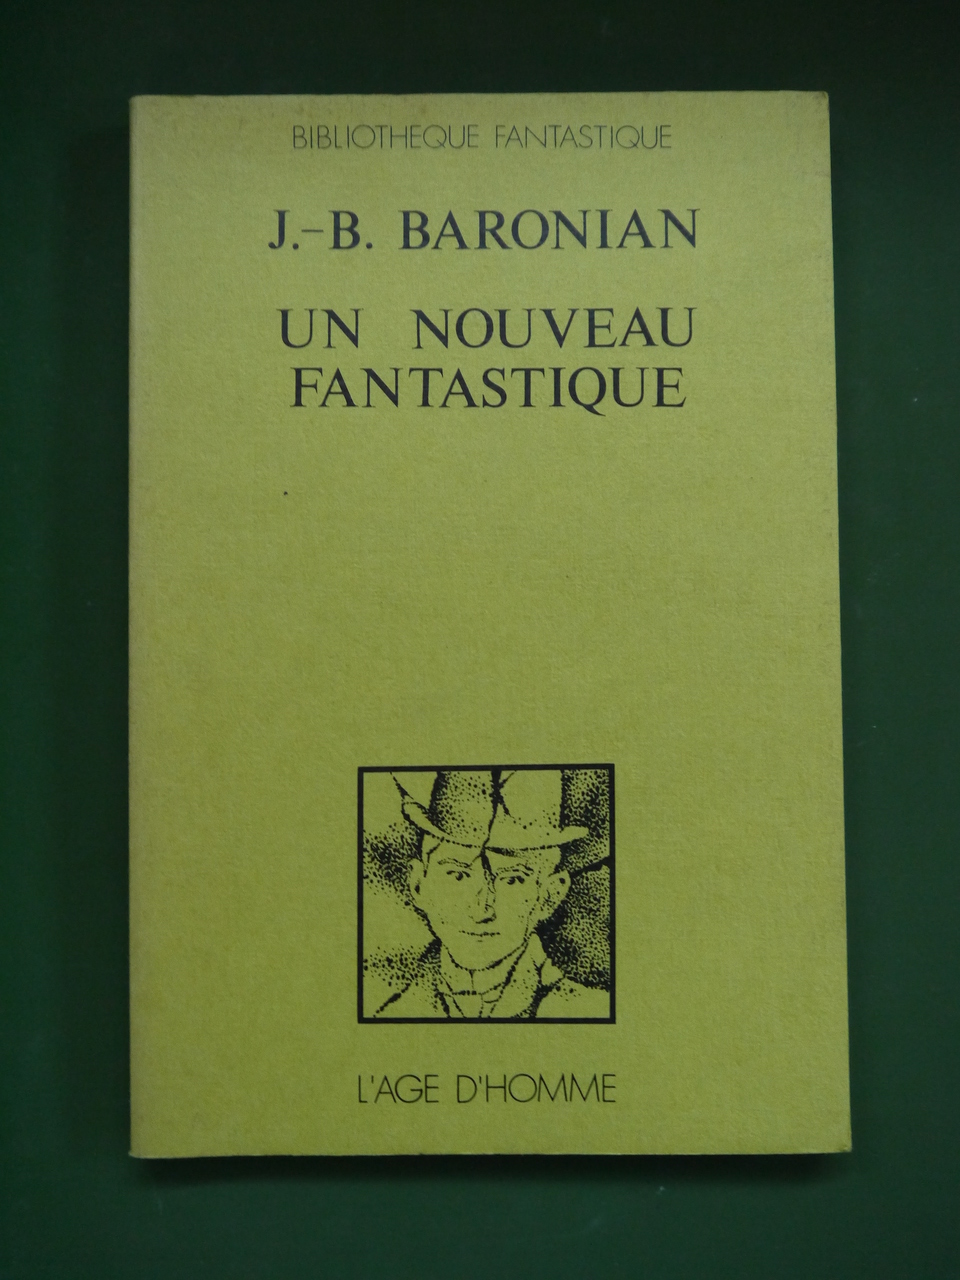 BIBLIOTHEQUE FANTASTIQUE
J.-B. BARONIAN
UN NOUVEAU
FANTASTIQUE
L'AGE D'HOMME